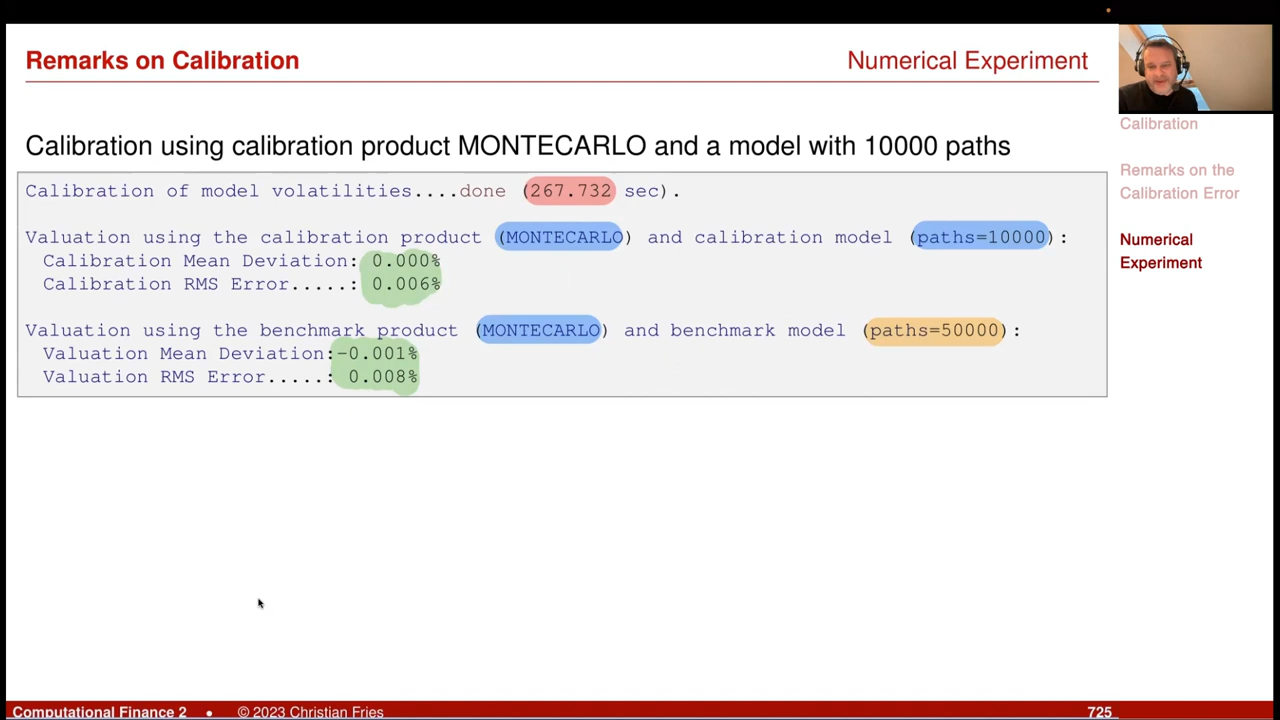 Remarks on Calibration
Numerical Experiment
Calibration using calibration product MONTECARLO and a model with 10000 paths
Calibration of model volatilities....done (267.732 sec).
Valuation using the calibration product (MONTECARLO) and calibration model (paths=10000):
Calibration Mean Deviation: 0.000%
Calibration RMS Error.....: 0.006%
Valuation using the benchmark product (MONTECARLO) and benchmark model (paths=50000):
Valuation Mean Deviation:-0.001%
Valuation RMS Error.....: 0.008%
Calibration
Remarks on the
Calibration Error
Numerical
Experiment
Computational Finance 2 • © 2023 Christian Fries
725